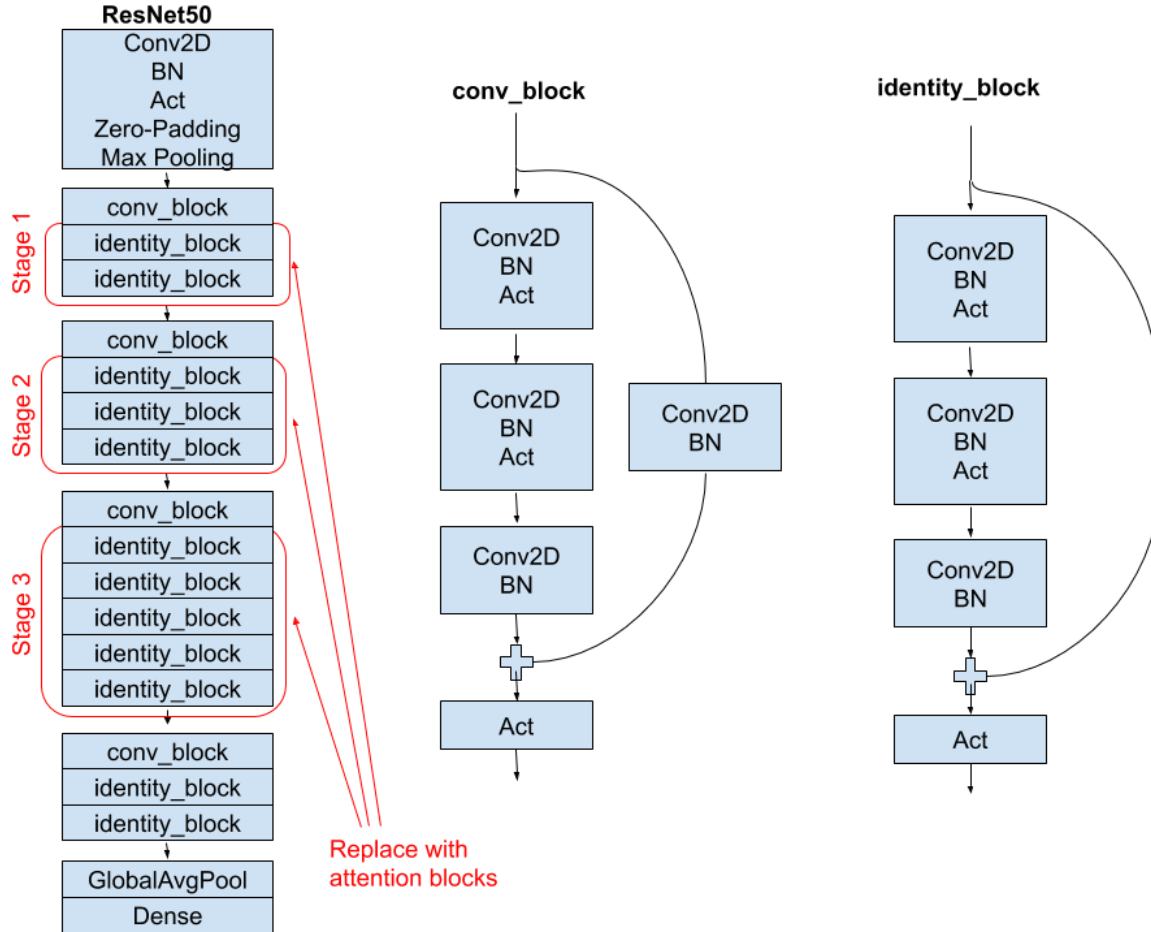 ResNet50
Conv2D
BN
Act
Zero-Padding
Max Pooling
Stage 1
conv_block
identity_block
identity_block
Stage 2
conv_block
identity_block
identity_block
identity_block
Stage 3
conv_block
identity_block
identity_block
identity_block
identity_block
identity_block
conv_block
identity_block
identity_block
GlobalAvgPool
Dense
Replace with
attention blocks
conv_block
Conv2D
BN
Act
Conv2D
BN
Act
Conv2D
BN
Conv2D
BN
Act
identity_block
Conv2D
BN
Act
Conv2D
BN
Act
Conv2D
BN
Act